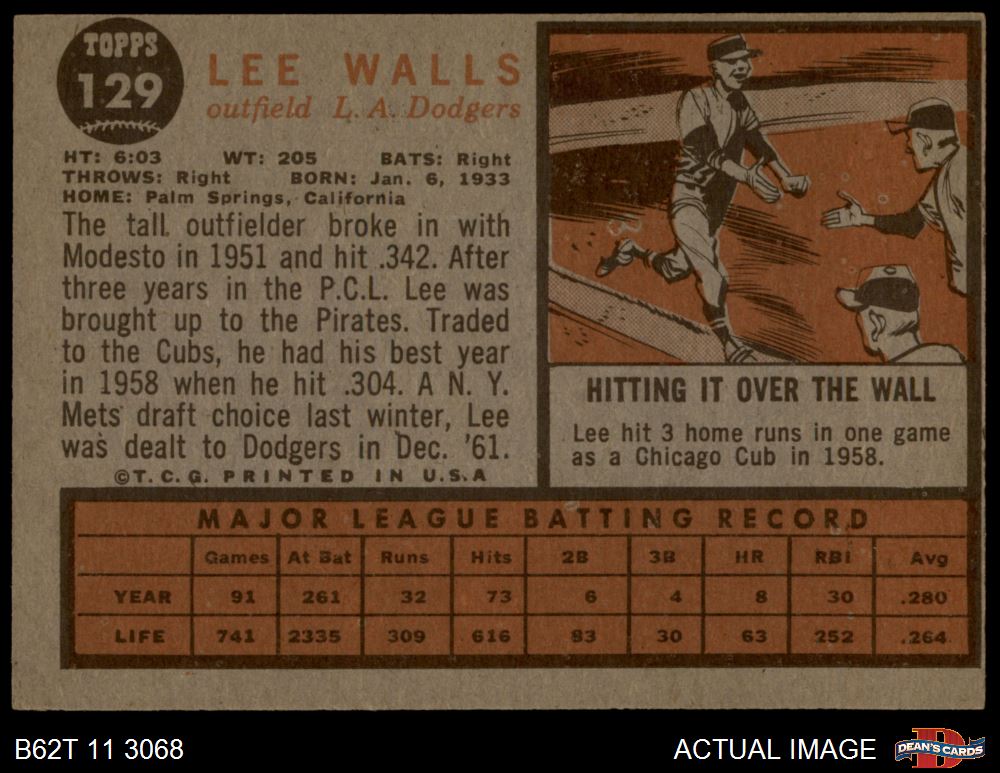 TOPPS
129
LEE WALLS
outfield L. A. Dodgers
HT: 6:03 WT: 205 BATS: Right
THROWS: Right BORN: Jan. 6, 1933
HOME: Palm Springs, California
The tall outfielder broke in with
Modesto in 1951 and hit .342. After
three years in the P.C.L. Lee was
brought up to the Pirates. Traded
to the Cubs, he had his best year
in 1958 when he hit .304. A N. Y.
Mets draft choice last winter, Lee
was dealt to Dodgers in Dec. '61.
©T. C. G. PRINTED IN U.S.A
HITTING IT OVER THE WALL
Lee hit 3 home runs in one game
as a Chicago Cub in 1958.
MAJOR LEAGUE BATTING RECORD
Games At Bat Runs Hits 2B 3B HR RBI Avg
YEAR 91 261 32 73 6 4 8 30 .280
LIFE 741 2335 309 616 83 30 63 252 .264
B62T 11 3068
ACTUAL IMAGE
DEAN'S CARDS